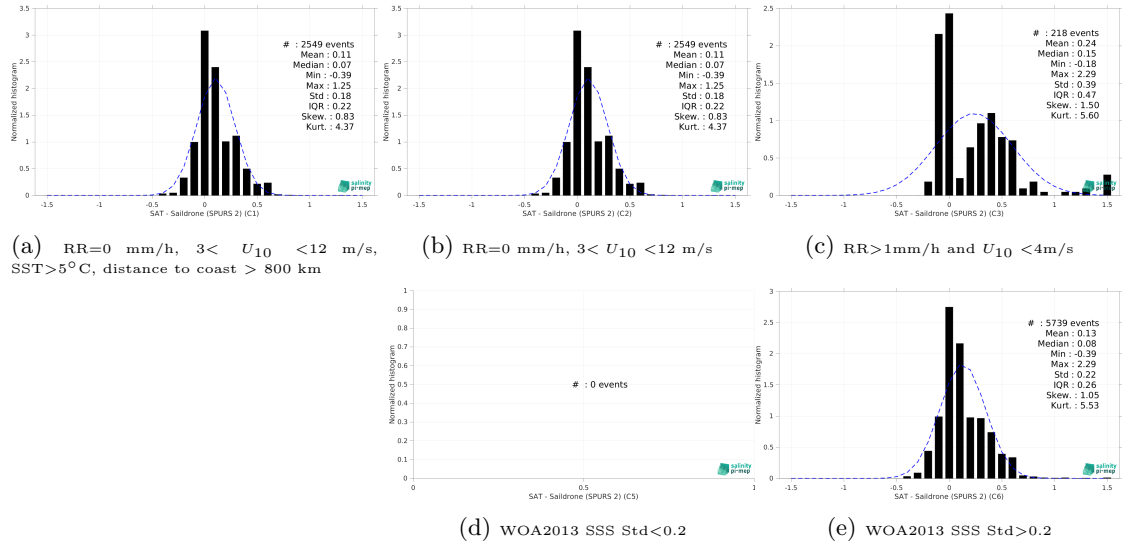 3.5
3
2.5
2
1.5
1
0.5
0
Normalized histogram
# : 2549 events
Mean : 0.11
Median : 0.07
Min : -0.39
Max : 1.25
Std : 0.18
IQR : 0.22
Skew. : 0.83
Kurt. : 4.37
salinity
pi-mep
-1.5 -1 -0.5 0 0.5 1 1.5
SAT - Saildrone (SPURS 2) (C1)
(a) RR=0 mm/h, 3< U10 <12 m/s,
SST>5°C, distance to coast > 800 km
3.5
3
2.5
2
1.5
1
0.5
0
Normalized histogram
# : 2549 events
Mean : 0.11
Median : 0.07
Min : -0.39
Max : 1.25
Std : 0.18
IQR : 0.22
Skew. : 0.83
Kurt. : 4.37
salinity
pi-mep
-1.5 -1 -0.5 0 0.5 1 1.5
SAT - Saildrone (SPURS 2) (C2)
(b) RR=0 mm/h, 3< U10 <12 m/s
2.5
2
1.5
1
0.5
0
Normalized histogram
# : 218 events
Mean : 0.24
Median : 0.15
Min : -0.18
Max : 2.29
Std : 0.39
IQR : 0.47
Skew. : 1.50
Kurt. : 5.60
salinity
pi-mep
-1.5 -1 -0.5 0 0.5 1 1.5
SAT - Saildrone (SPURS 2) (C3)
(c) RR>1mm/h and U10 <4m/s
1
0.9
0.8
0.7
0.6
0.5
0.4
0.3
0.2
0.1
0
Normalized histogram
# : 0 events
salinity
pi-mep
0 0.5 1
SAT - Saildrone (SPURS 2) (C5)
(d) WOA2013 SSS Std<0.2
3
2.5
2
1.5
1
0.5
0
Normalized histogram
# : 5739 events
Mean : 0.13
Median : 0.08
Min : -0.39
Max : 2.29
Std : 0.22
IQR : 0.26
Skew. : 1.05
Kurt. : 5.53
salinity
pi-mep
-1.5 -1 -0.5 0 0.5 1 1.5
SAT - Saildrone (SPURS 2) (C6)
(e) WOA2013 SSS Std>0.2